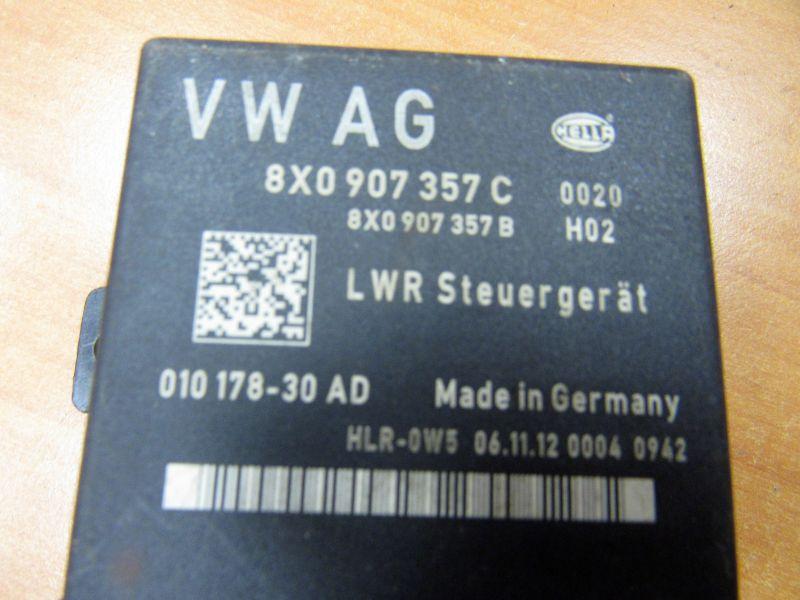 VW AG
HELLA
8X0 907 357 C 0020
8X0 907 357 B H02
LWR Steuergerät
010 178-30 AD Made in Germany
HLR-0W5 06.11.12 0004 0942